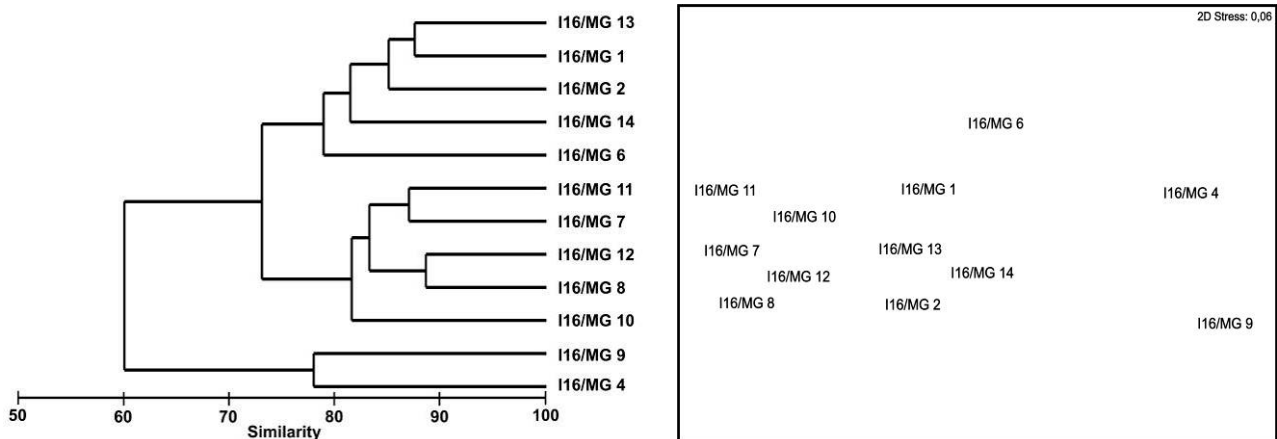 I16/MG 13
I16/MG 1
I16/MG 2
I16/MG 14
I16/MG 6
I16/MG 11
I16/MG 7
I16/MG 12
I16/MG 8
I16/MG 10
I16/MG 9
I16/MG 4
50 60 70 80 90 100
Similarity
2D Stress: 0,06
I16/MG 6
I16/MG 11
I16/MG 1
I16/MG 4
I16/MG 10
I16/MG 7
I16/MG 13
I16/MG 12
I16/MG 14
I16/MG 8
I16/MG 2
I16/MG 9